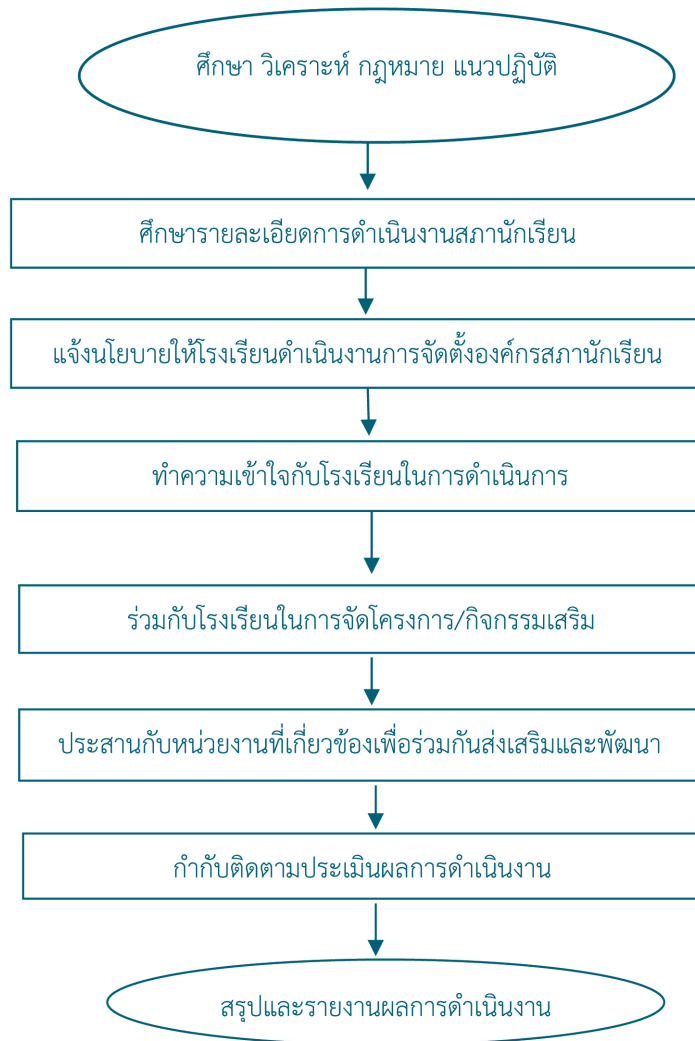 ศึกษา วิเคราะห์ กฎหมาย แนวปฏิบัติ
ศึกษารายละเอียดการดำเนินงานสภานักเรียน
แจ้งนโยบายให้โรงเรียนดำเนินงานการจัดตั้งองค์กรสภานักเรียน
ทำความเข้าใจกับโรงเรียนในการดำเนินการ
ร่วมกับโรงเรียนในการจัดโครงการ/กิจกรรมเสริม
ประสานกับหน่วยงานที่เกี่ยวข้องเพื่อร่วมกันส่งเสริมและพัฒนา
กำกับติดตามประเมินผลการดำเนินงาน
สรุปและรายงานผลการดำเนินงาน